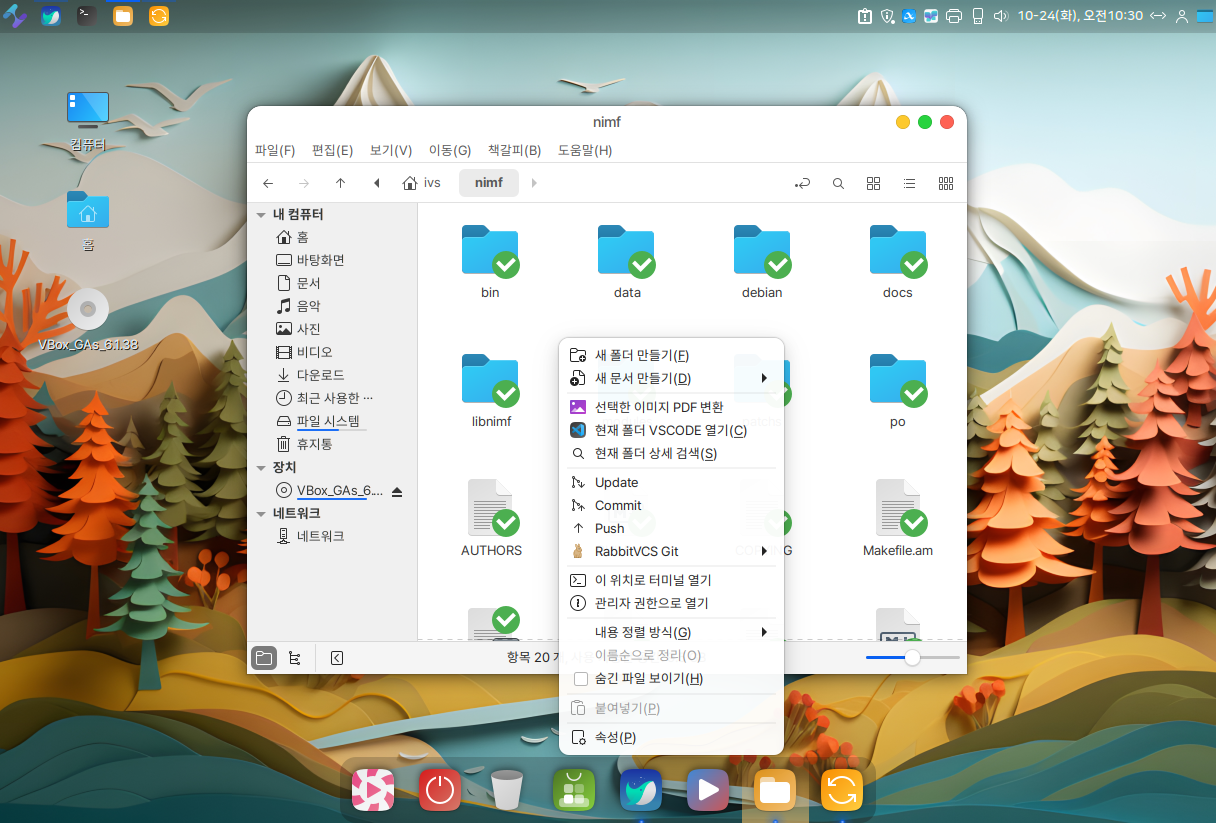 10-24(화), 오전10:30
컴퓨터
홈
VBox_GAs_6.1.38
nimf
파일(F) 편집(E) 보기(V) 이동(G) 책갈피(B) 도움말(H)
ivs nimf
내 컴퓨터
홈
바탕화면
문서
음악
사진
비디오
다운로드
최근 사용한 ...
파일 시스템
휴지통
장치
VBox_GAs_6....
네트워크
네트워크
bin data debian docs
libnimf po
AUTHORS Makefile.am
항목 20
새 폴더 만들기(F)
새 문서 만들기(D)
선택한 이미지 PDF 변환
현재 폴더 VSCODE 열기(C)
현재 폴더 상세 검색(S)
Update
Commit
Push
RabbitVCS Git
이 위치로 터미널 열기
관리자 권한으로 열기
내용 정렬 방식(G)
이름순으로 정리(O)
숨긴 파일 보이기(H)
붙여넣기(P)
속성(P)